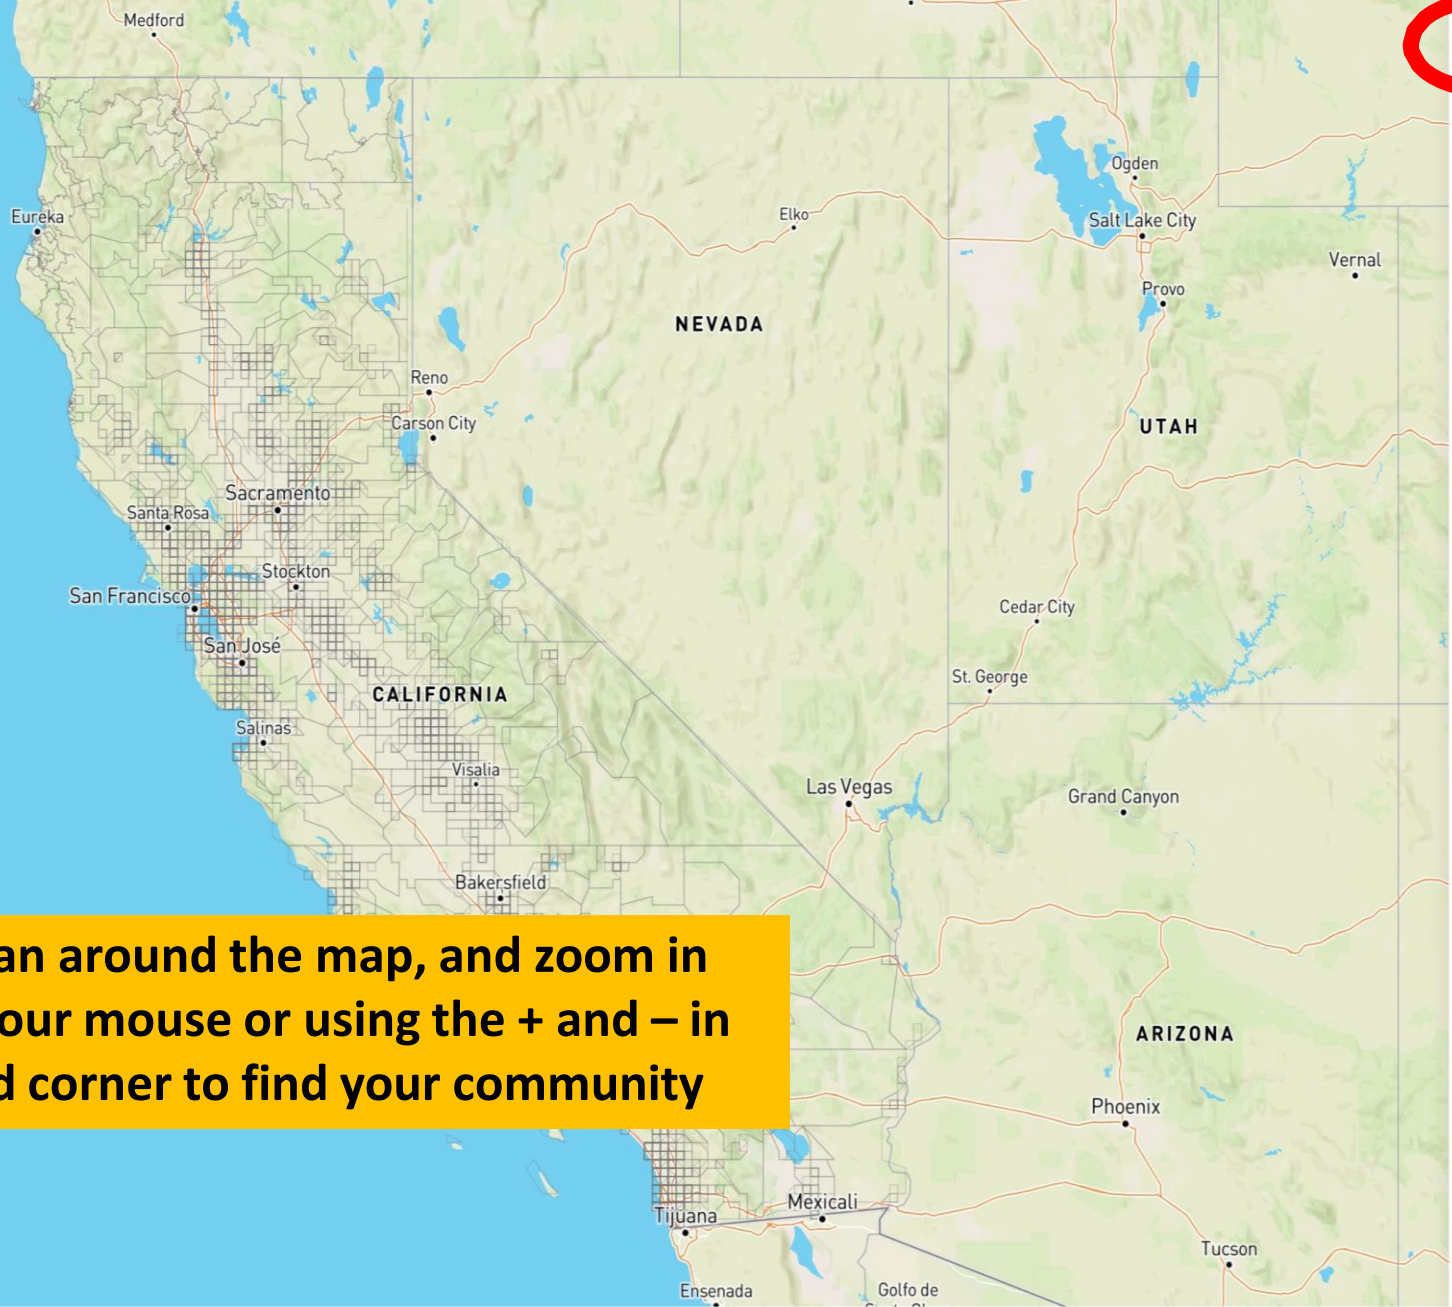 Medford
Ogden
Eureka
Elko
Salt Lake City
Vernal
Provo
NEVADA
Reno
Carson City
UTAH
Sacramento
Santa Rosa
Stockton
San Francisco
Cedar City
San José
St. George
CALIFORNIA
Salinas
Visalia
Las Vegas
Grand Canyon
Bakersfield
an around the map, and zoom in
our mouse or using the + and – in
d corner to find your community
ARIZONA
Phoenix
Mexicali
Tijuana
Tucson
Ensenada
Golfo de